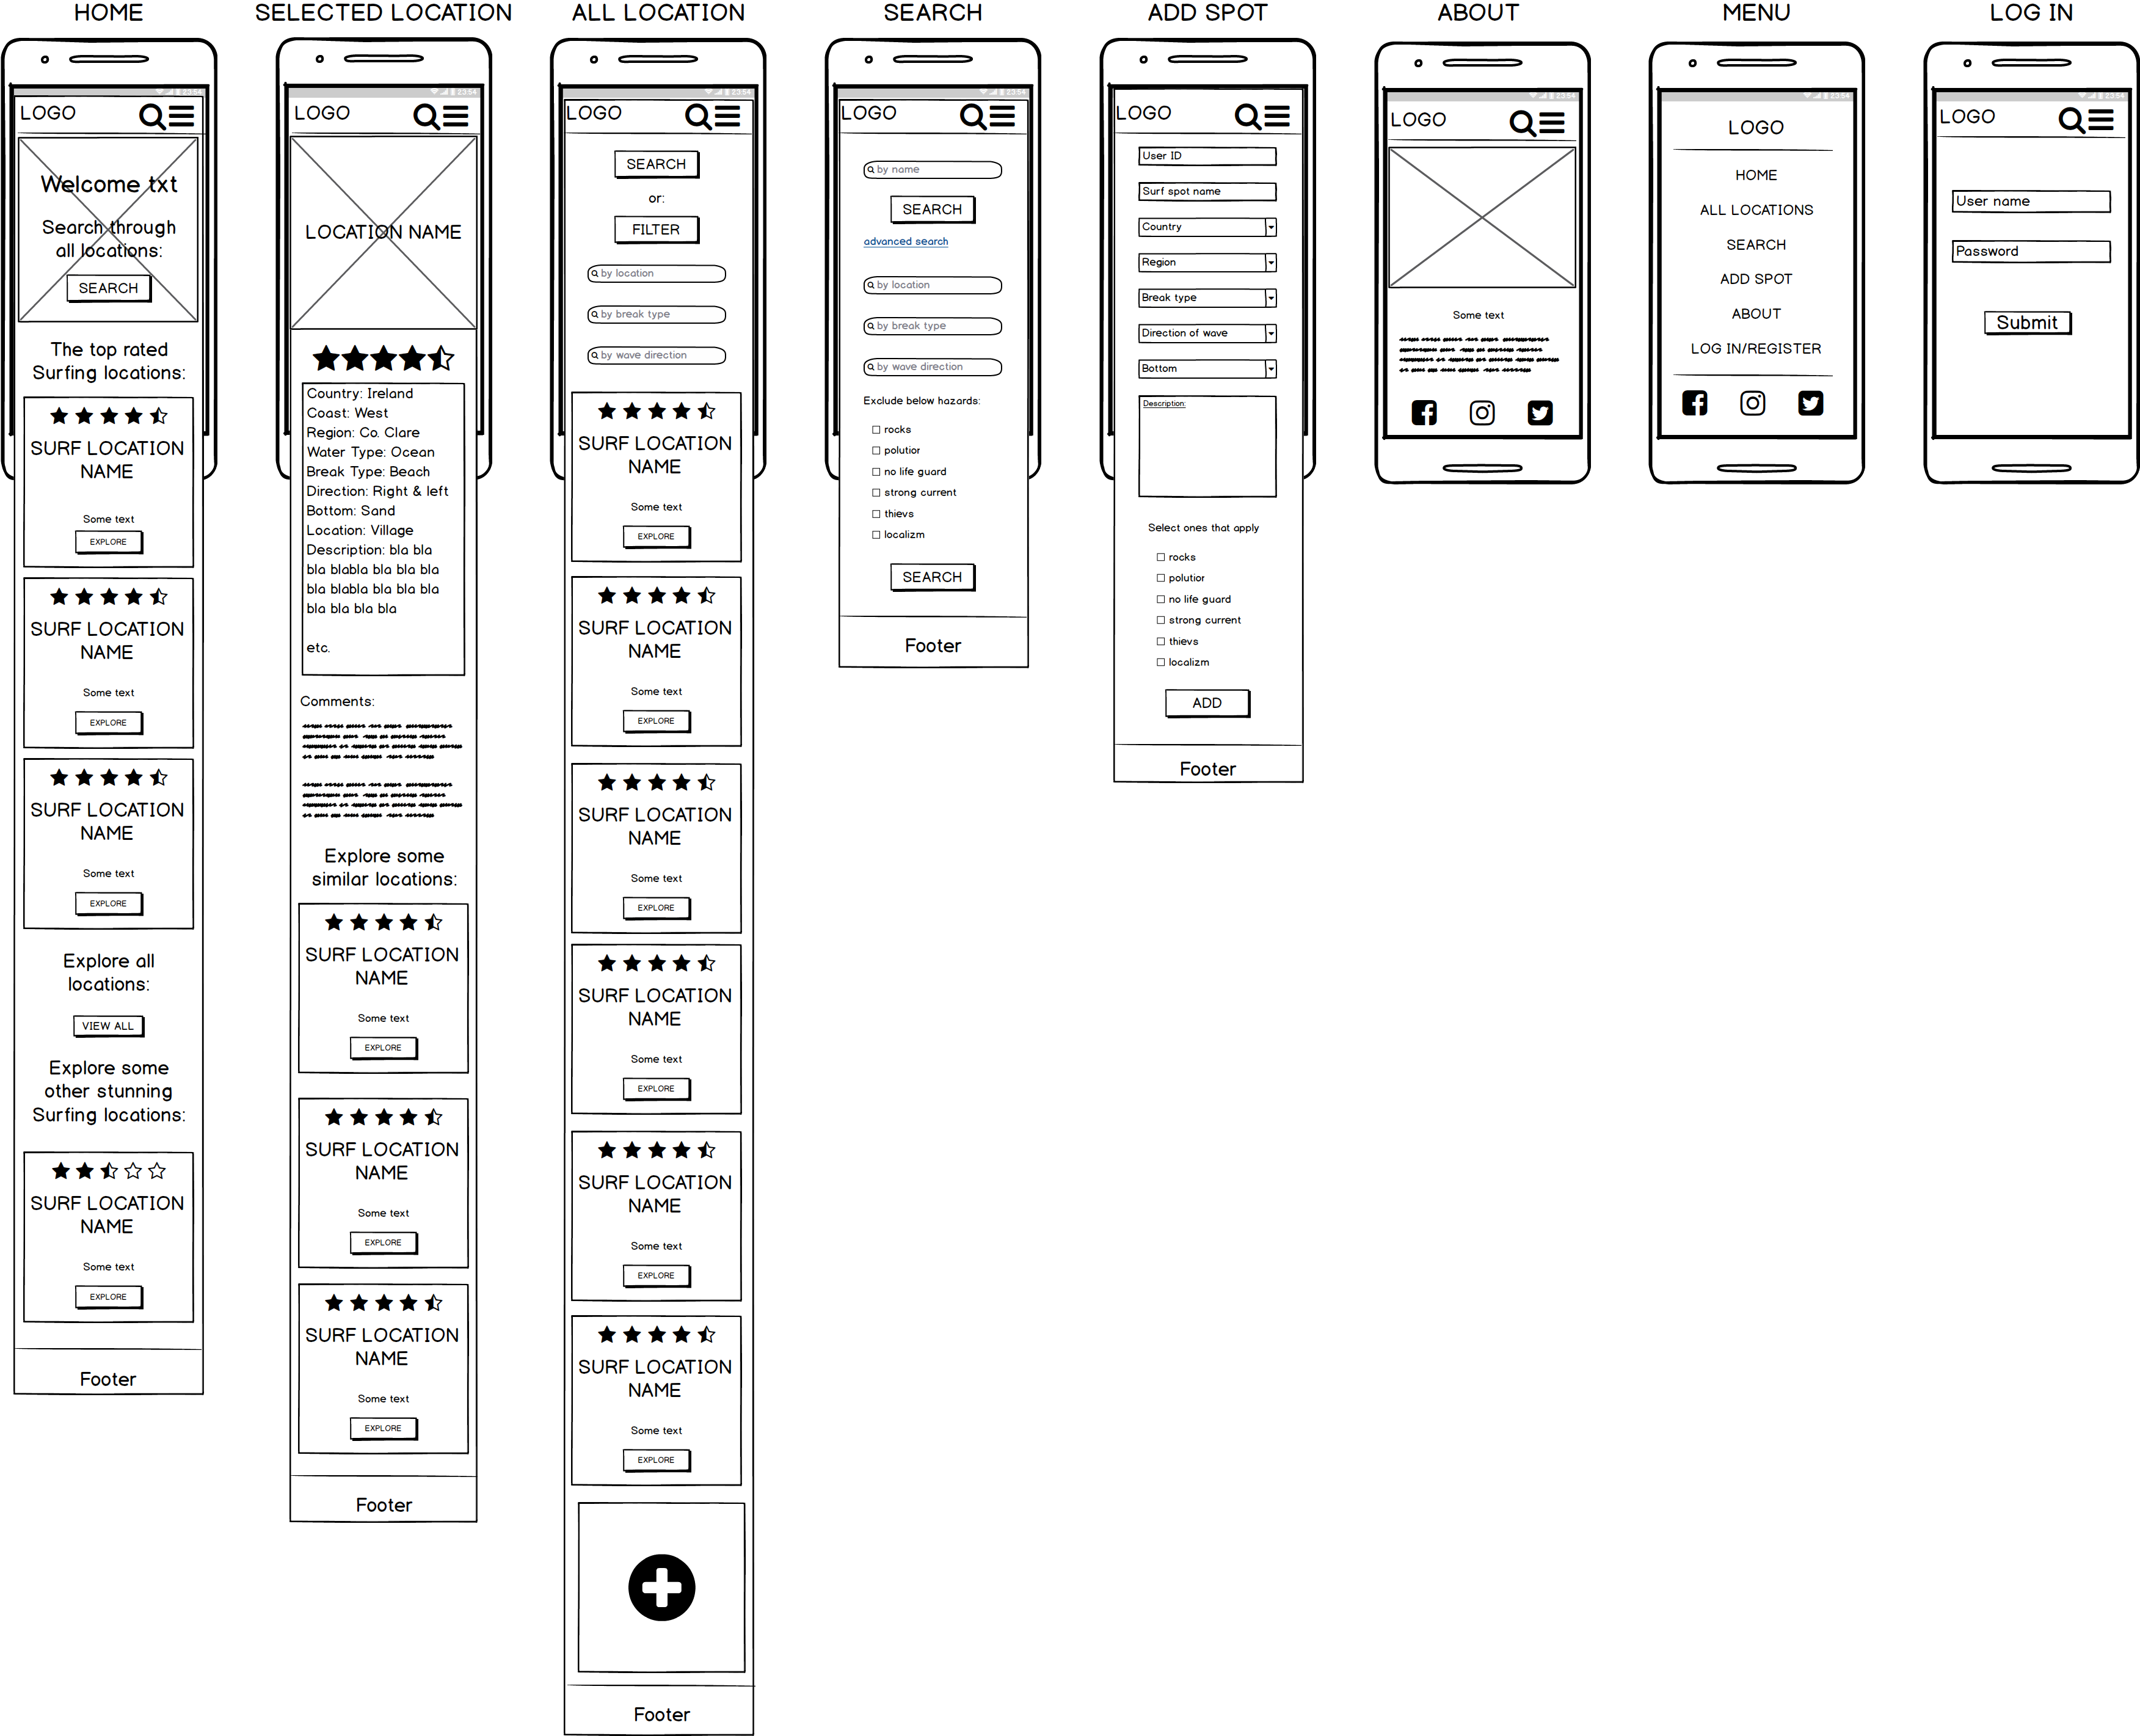 HOME
LOGO
Welcome txt
Search through
all locations:
SEARCH
The top rated
Surfing locations:
SURF LOCATION
NAME
Some text
EXPLORE
SURF LOCATION
NAME
Some text
EXPLORE
SURF LOCATION
NAME
Some text
EXPLORE
Explore all
locations:
VIEW ALL
Explore some
other stunning
Surfing locations:
SURF LOCATION
NAME
Some text
EXPLORE
Footer
SELECTED LOCATION
LOGO
LOCATION NAME
Country: Ireland
Coast: West
Region: Co. Clare
Water Type: Ocean
Break Type: Beach
Direction: Right & left
Bottom: Sand
Location: Village
Description: bla bla
bla blabla bla bla bla
bla blabla bla bla bla
bla bla bla bla
etc.
Comments:
Explore some
similar locations:
SURF LOCATION
NAME
Some text
EXPLORE
SURF LOCATION
NAME
Some text
EXPLORE
SURF LOCATION
NAME
Some text
EXPLORE
Footer
ALL LOCATION
LOGO
SEARCH
or:
FILTER
by location
by break type
by wave direction
SURF LOCATION
NAME
Some text
EXPLORE
SURF LOCATION
NAME
Some text
EXPLORE
SURF LOCATION
NAME
Some text
EXPLORE
SURF LOCATION
NAME
Some text
EXPLORE
SURF LOCATION
NAME
Some text
EXPLORE
SURF LOCATION
NAME
Some text
EXPLORE
Footer
SEARCH
LOGO
by name
SEARCH
advanced search
by location
by break type
by wave direction
Exclude below hazards:
rocks
polutior
no life guard
strong current
thievs
localizm
SEARCH
Footer
ADD SPOT
LOGO
User ID
Surf spot name
Country
Region
Break type
Direction of wave
Bottom
Description:
Select ones that apply
rocks
polutior
no life guard
strong current
thievs
localizm
ADD
Footer
ABOUT
LOGO
Some text
MENU
LOGO
HOME
ALL LOCATIONS
SEARCH
ADD SPOT
ABOUT
LOG IN/REGISTER
LOG IN
LOGO
User name
Password
Submit